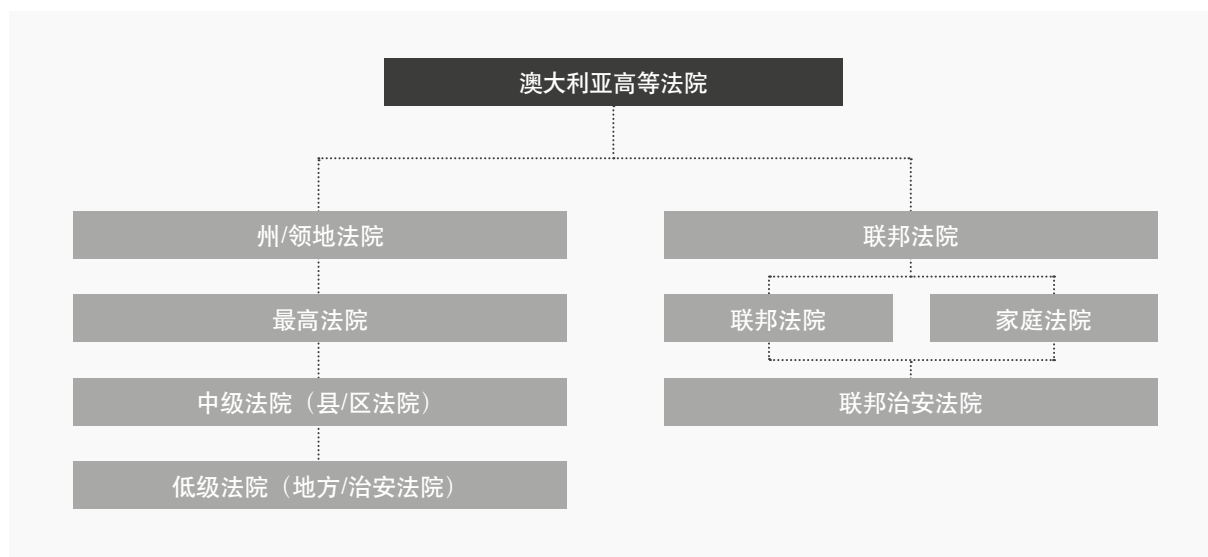 澳大利亚高等法院
州/领地法院
联邦法院
最高法院
联邦法院
家庭法院
中级法院（县/区法院）
联邦治安法院
低级法院（地方/治安法院）